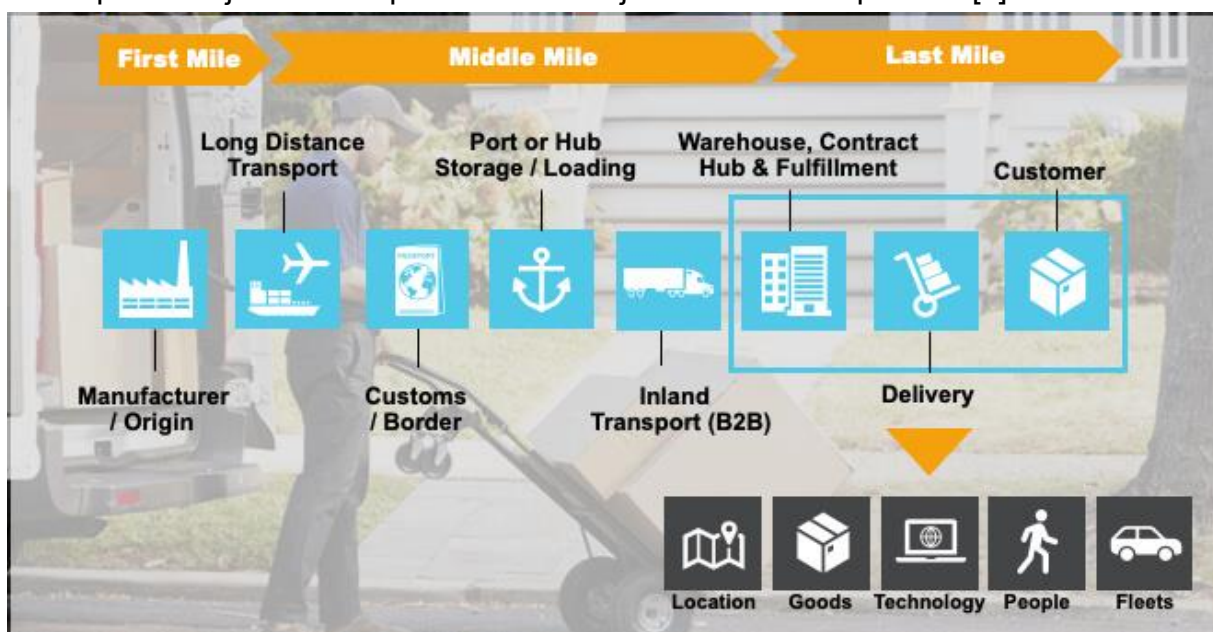 First Mile
Middle Mile
Last Mile
Long Distance
Transport
Port or Hub
Storage / Loading
Warehouse, Contract
Hub & Fulfillment
Customer
PASSPORT
Manufacturer
/ Origin
Customs
/ Border
Inland
Transport (B2B)
Delivery
Location
Goods
Technology
People
Fleets